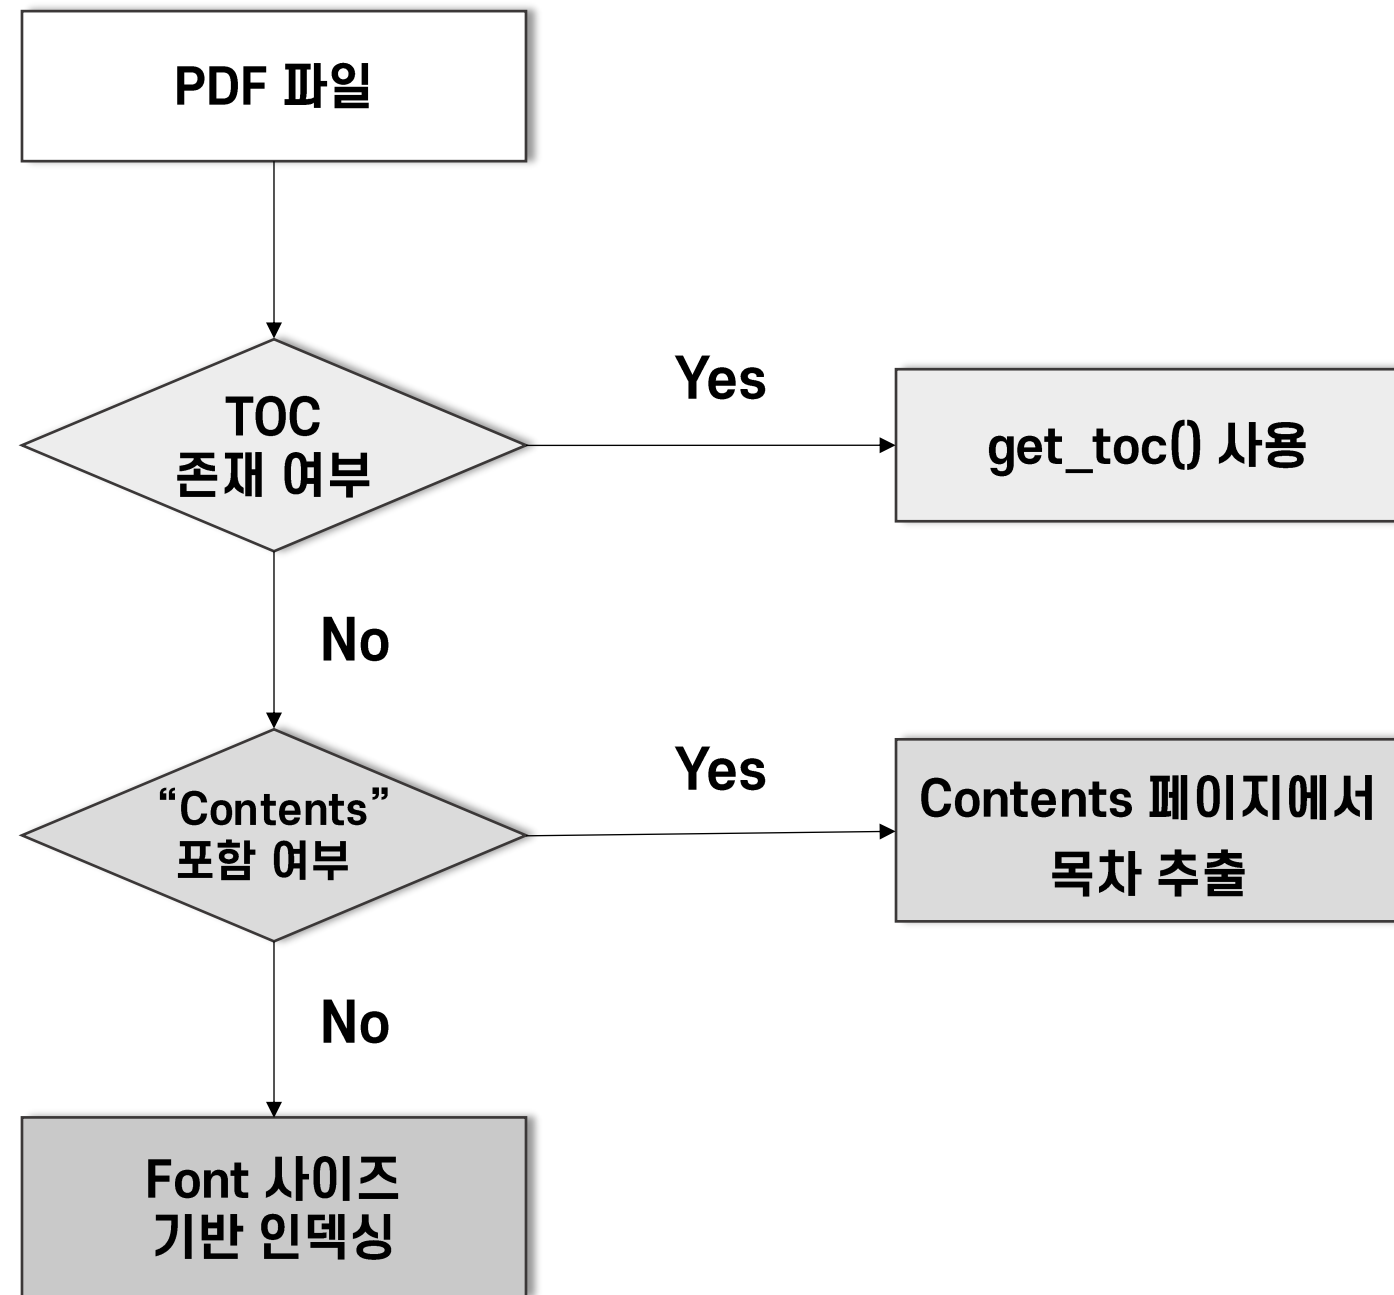 PDF 파일
TOC
존재 여부
Yes
get_toc() 사용
No
“Contents”
포함 여부
Yes
Contents 페이지에서
목차 추출
No
Font 사이즈
기반 인덱싱